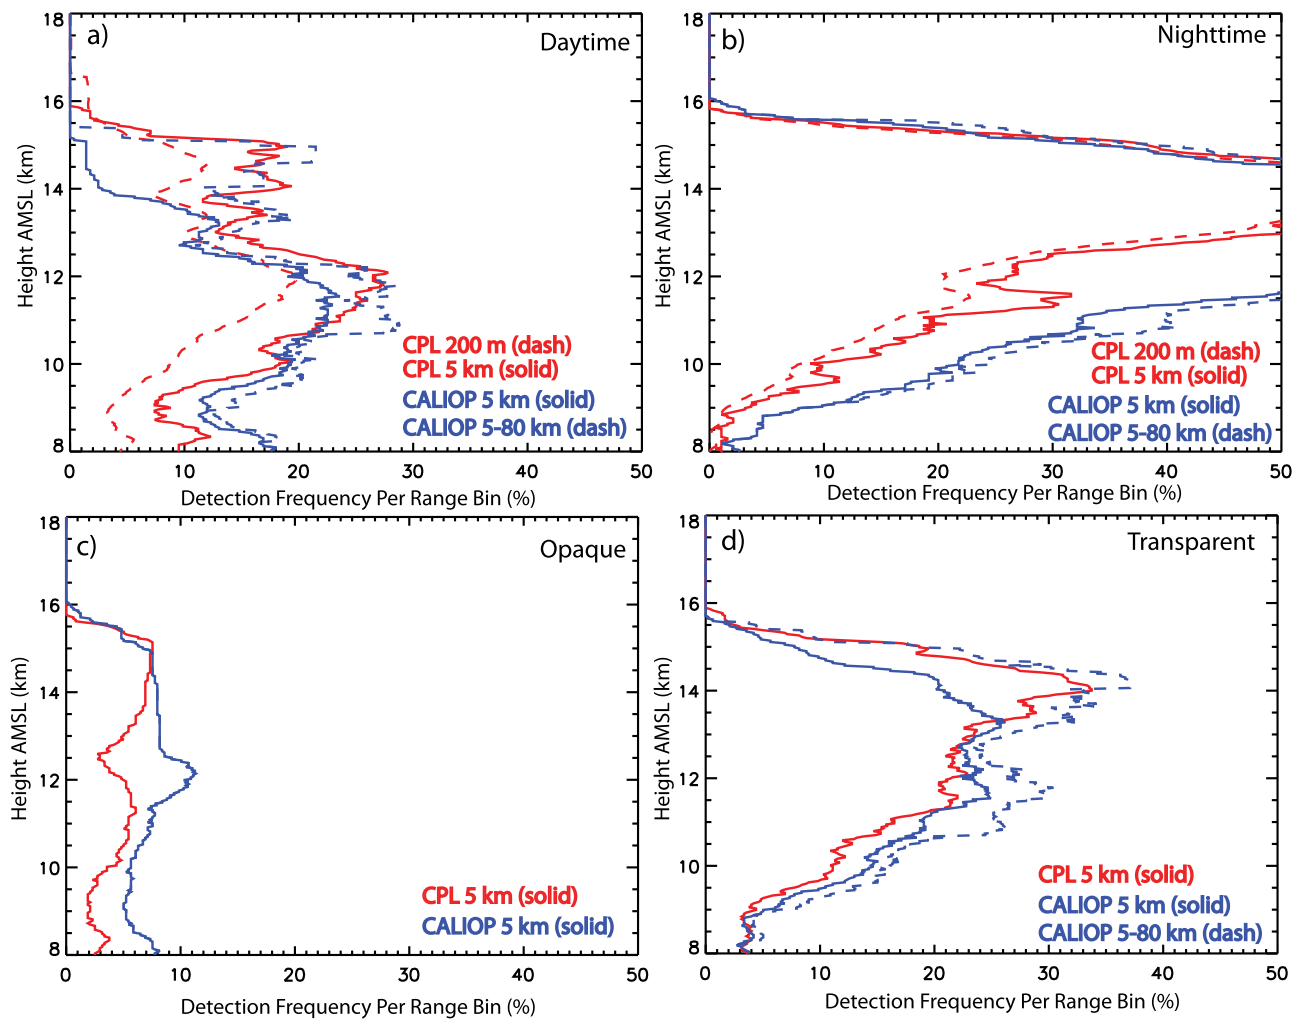 a)
Daytime
18
16
14
12
10
8
Height AMSL (km)
CPL 200 m (dash)
CPL 5 km (solid)
CALIOP 5 km (solid)
CALIOP 5-80 km (dash)
0 10 20 30 40 50
Detection Frequency Per Range Bin (%)
b)
Nighttime
18
16
14
12
10
8
Height AMSL (km)
CPL 200 m (dash)
CPL 5 km (solid)
CALIOP 5 km (solid)
CALIOP 5-80 km (dash)
0 10 20 30 40 50
Detection Frequency Per Range Bin (%)
c)
Opaque
18
16
14
12
10
8
Height AMSL (km)
CPL 5 km (solid)
CALIOP 5 km (solid)
0 10 20 30 40 50
Detection Frequency Per Range Bin (%)
d)
Transparent
18
16
14
12
10
8
Height AMSL (km)
CPL 5 km (solid)
CALIOP 5 km (solid)
CALIOP 5-80 km (dash)
0 10 20 30 40 50
Detection Frequency Per Range Bin (%)